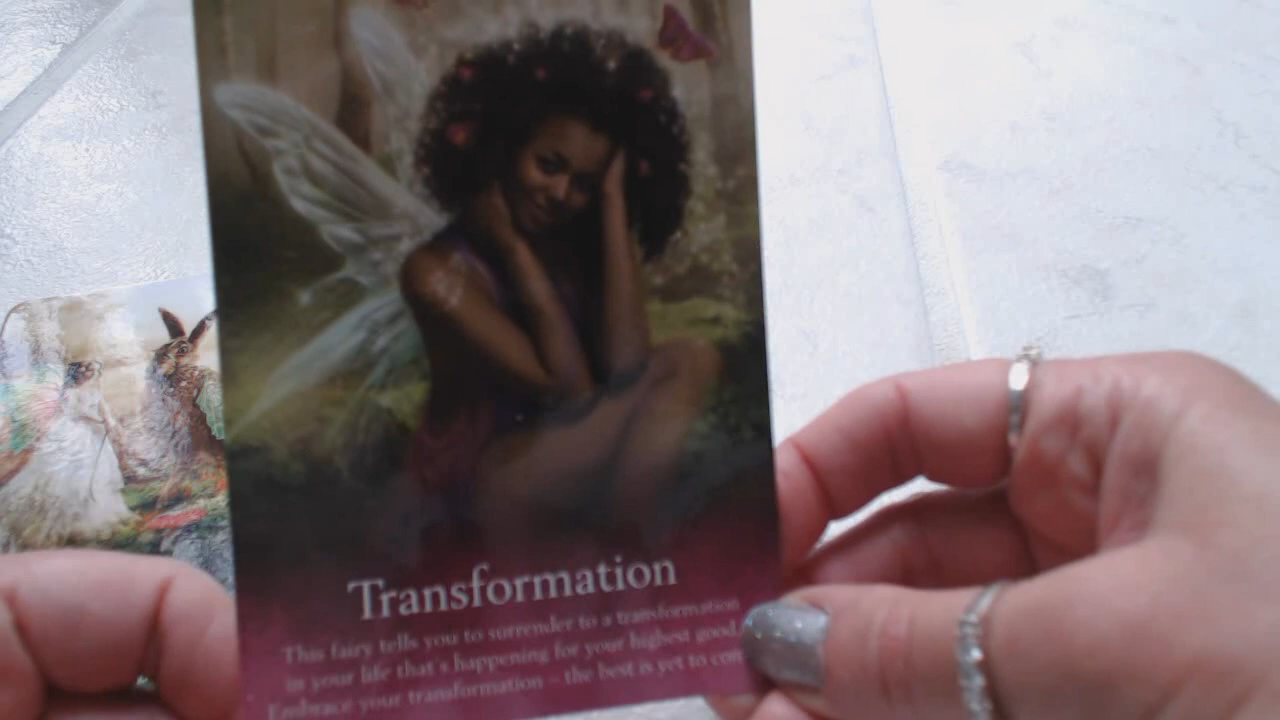 Transformation
This fairy tells you to surrender to a transformation
in your life that's happening for your highest good.
Embrace your transformation – the best is yet to